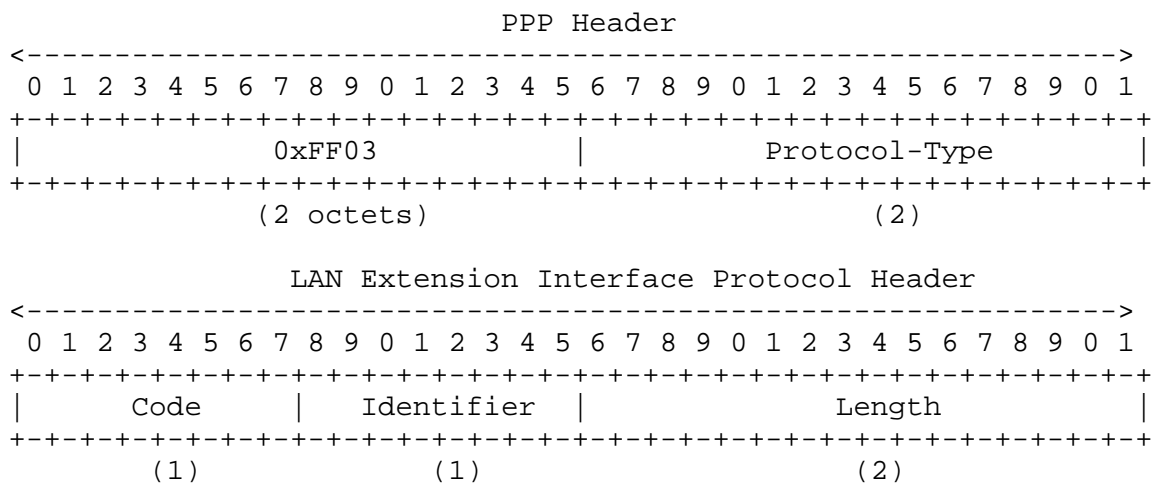 PPP Header
<-------------------------------------------------------------->
0 1 2 3 4 5 6 7 8 9 0 1 2 3 4 5 6 7 8 9 0 1 2 3 4 5 6 7 8 9 0 1
+-+-+-+-+-+-+-+-+-+-+-+-+-+-+-+-+-+-+-+-+-+-+-+-+-+-+-+-+-+-+-+-+
| 0xFF03 | Protocol-Type |
+-+-+-+-+-+-+-+-+-+-+-+-+-+-+-+-+-+-+-+-+-+-+-+-+-+-+-+-+-+-+-+-+
(2 octets) (2)
LAN Extension Interface Protocol Header
<-------------------------------------------------------------->
0 1 2 3 4 5 6 7 8 9 0 1 2 3 4 5 6 7 8 9 0 1 2 3 4 5 6 7 8 9 0 1
+-+-+-+-+-+-+-+-+-+-+-+-+-+-+-+-+-+-+-+-+-+-+-+-+-+-+-+-+-+-+-+-+
| Code | Identifier | Length |
+-+-+-+-+-+-+-+-+-+-+-+-+-+-+-+-+-+-+-+-+-+-+-+-+-+-+-+-+-+-+-+-+
(1) (1) (2)